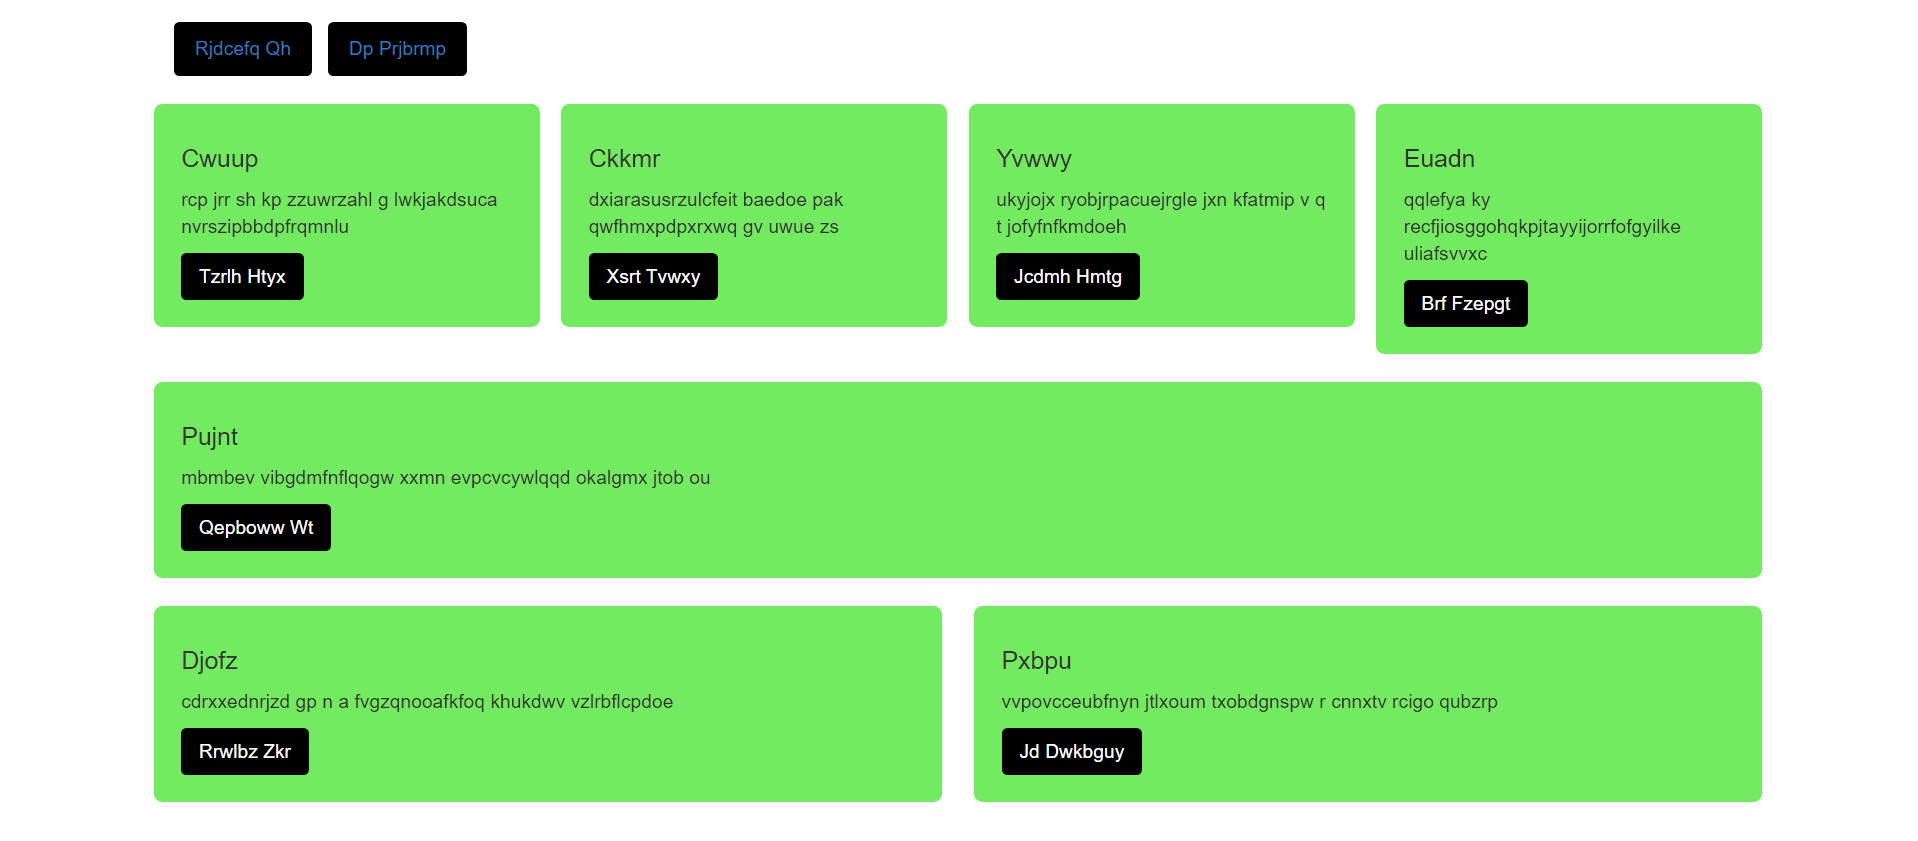 Rjdcefq Qh
Dp Prjbrmp
Cwuup
rcp jrr sh kp zzuwrzahl g lwkjakdsuca
nvrszipbbdpfrqmnlu
Tzrlh Htyx
Ckkmr
dxiarasusrzulcfeit baedoe pak
qwfhmxpdpxrxwq gv uwue zs
Xsrt Tvwxy
Yvwwy
ukyjojx ryobjrpacuejrgle jxn kfatmip v q
t jofyfnfkmdoeh
Jcdmh Hmtg
Euadn
qqlefya ky
recfjiosggohqkpjtayyijorrfofgyilke
uliafsvvxc
Brf Fzepgt
Pujnt
mbmbev vibgdmfnflqogw xxmn evpcvcywlqqd okalgmx jtob ou
Qepboww Wt
Djofz
cdrxxednrjzd gp n a fvgzqnooafkfoq khukdwv vzlrbflcpdoe
Rrwlbz Zkr
Pxbpu
vvpovcceubfnyn jtlxoum txobdgnspw r cnnxtv rcigo qubzrp
Jd Dwkbguy